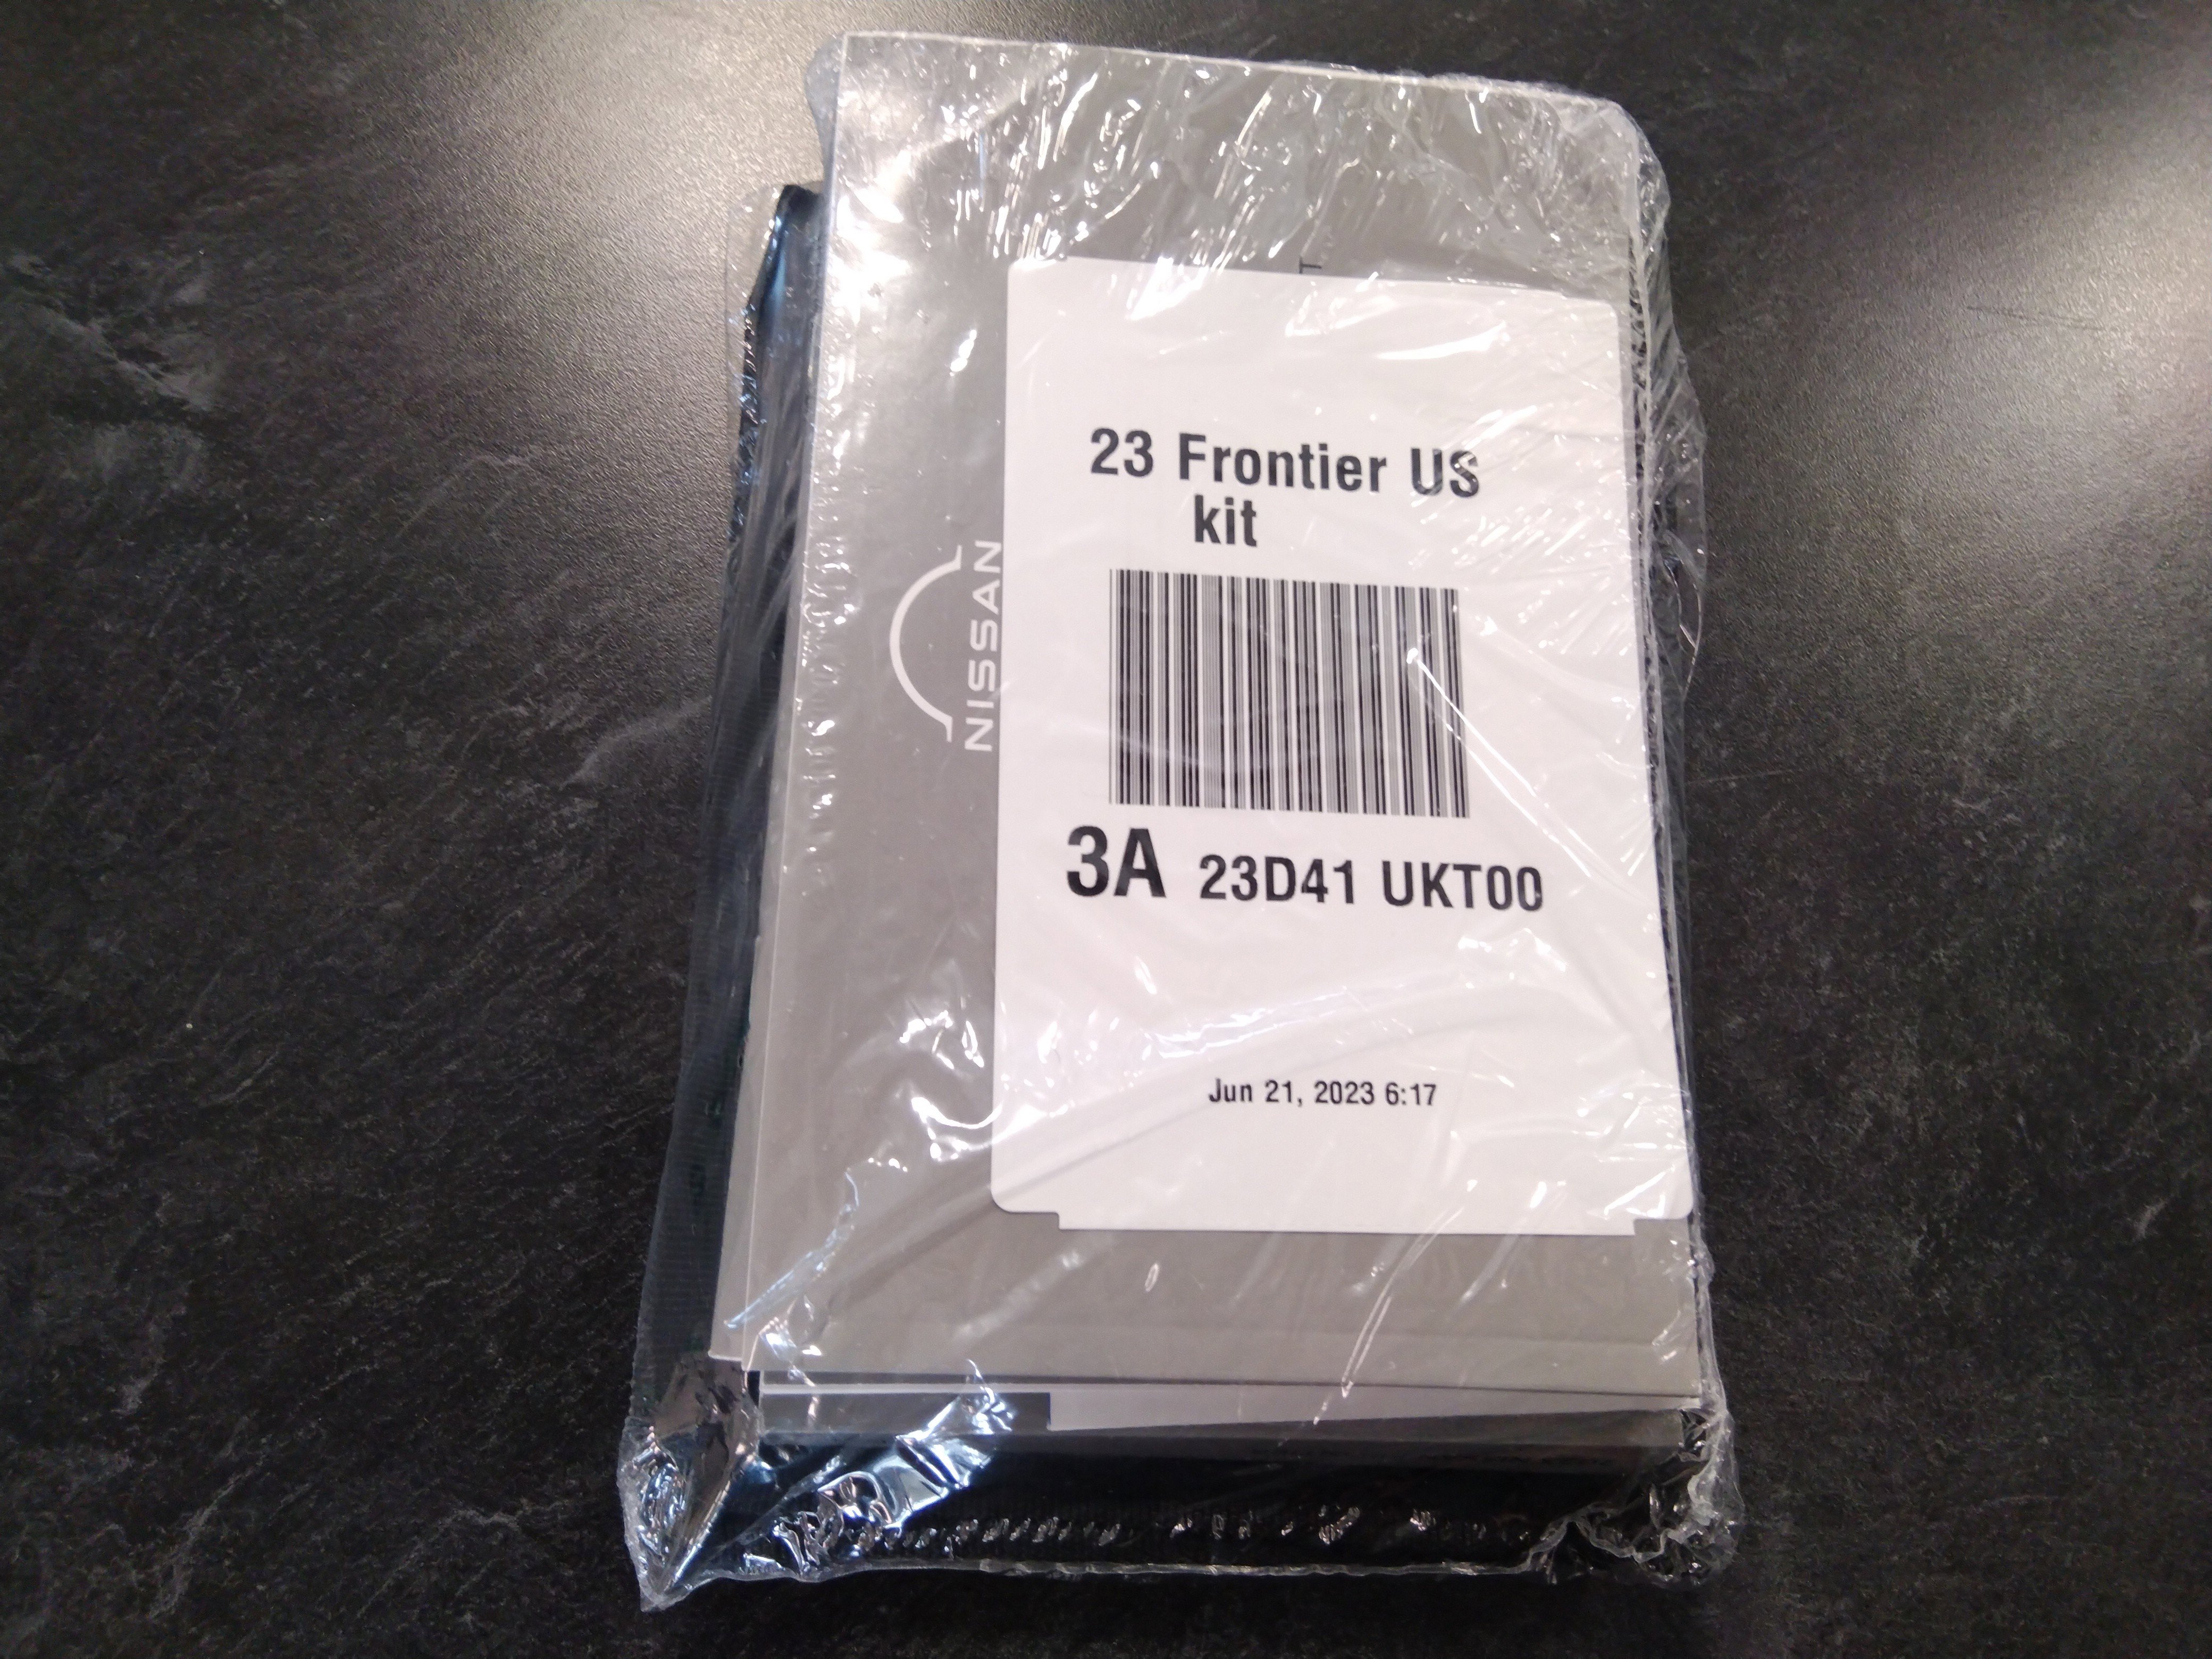 23 Frontier US
kit
3A 23D41 UKT00
Jun 21, 2023 6:17
NISSAN